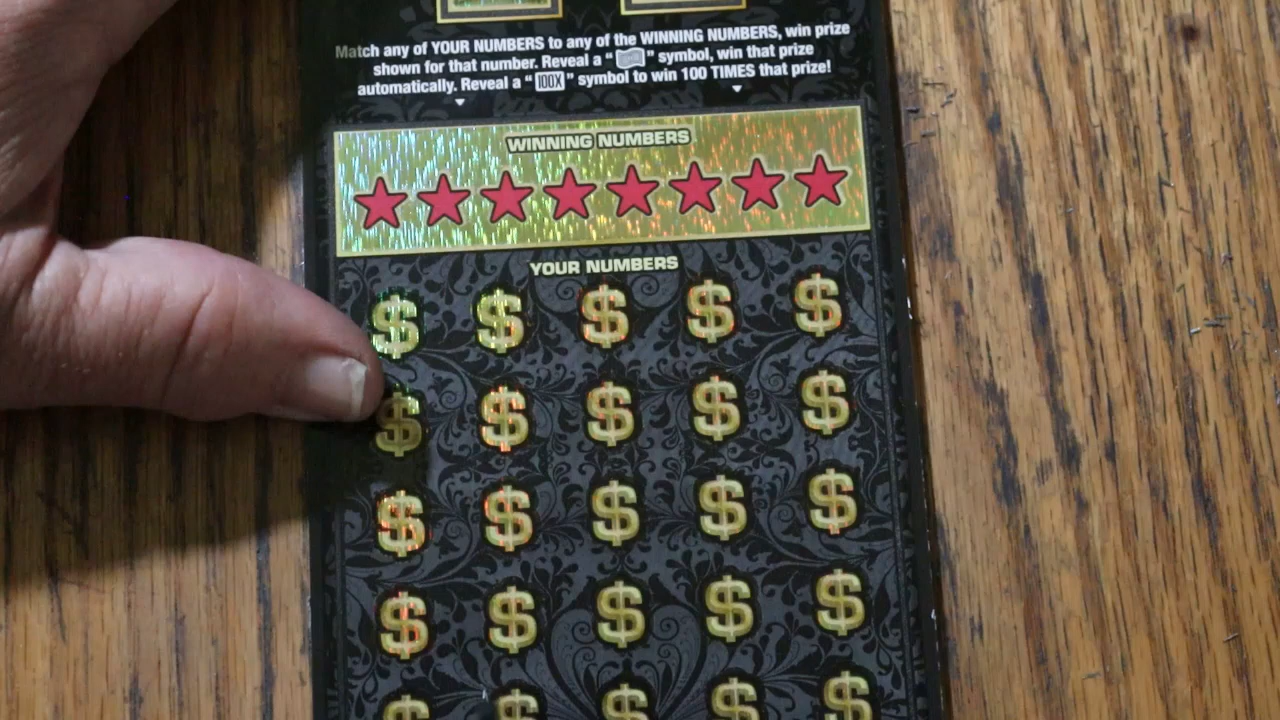 Match any of YOUR NUMBERS to any of the WINNING NUMBERS, win prize
shown for that number. Reveal a " " symbol, win that prize
automatically. Reveal a "100X" symbol to win 100 TIMES that prize!
WINNING NUMBERS
YOUR NUMBERS
$ $ $ $ $
$ $ $ $ $
$ $ $ $ $
$ $ $ $ $
$ $ $ $ $